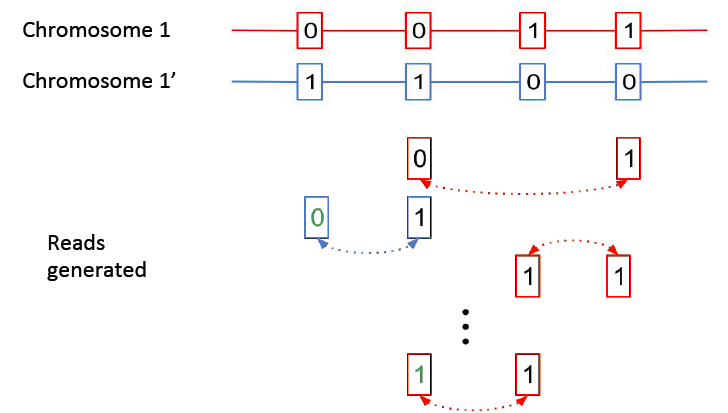 Chromosome 1
0 0 1 1
Chromosome 1’
1 1 0 0
0 1
0 1
Reads
generated
1 1
1 1